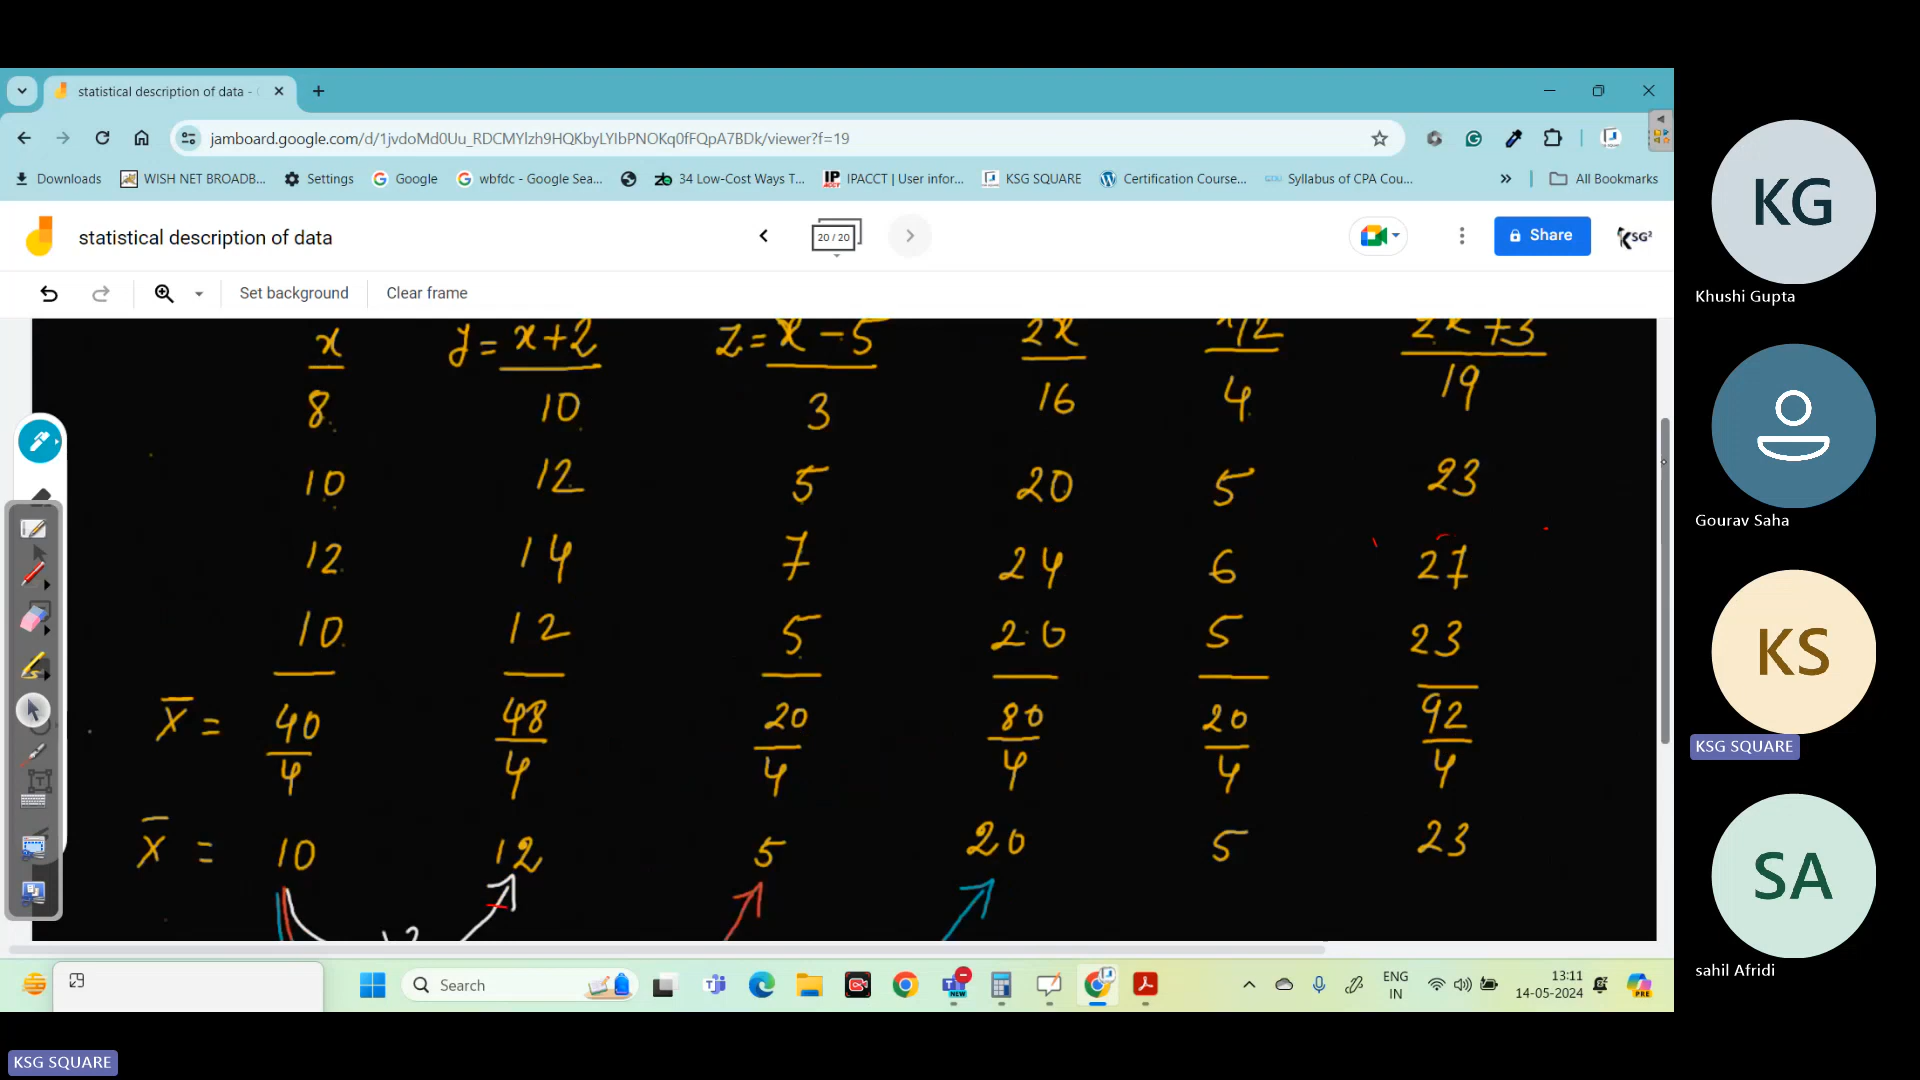 statistical description of data -
jamboard.google.com/d/1jvdoMd0Uu_RDCMYlzh9HQKbyLYlbPNOKq0fFQpA7BDk/viewer?f=19
Downloads WISH NET BROADB... Settings Google wbfdc - Google Sea... 34 Low-Cost Ways T... IPACCT | User infor... KSG SQUARE Certification Course... Syllabus of CPA Cou... » All Bookmarks
statistical description of data 20 / 20 Share KSG²
Set background Clear frame
x y = x+2 z = x-5 2x x/2 2x+3
8 10 3 16 4 19
10 12 5 20 5 23
12 14 7 24 6 27
10 12 5 20 5 23
X̄ = 40/4 48/4 20/4 80/4 20/4 92/4
X̄ = 10 12 5 20 5 23
Search
ENG
IN
13:11
14-05-2024
KG
Khushi Gupta
Gourav Saha
KS
KSG SQUARE
SA
sahil Afridi
KSG SQUARE